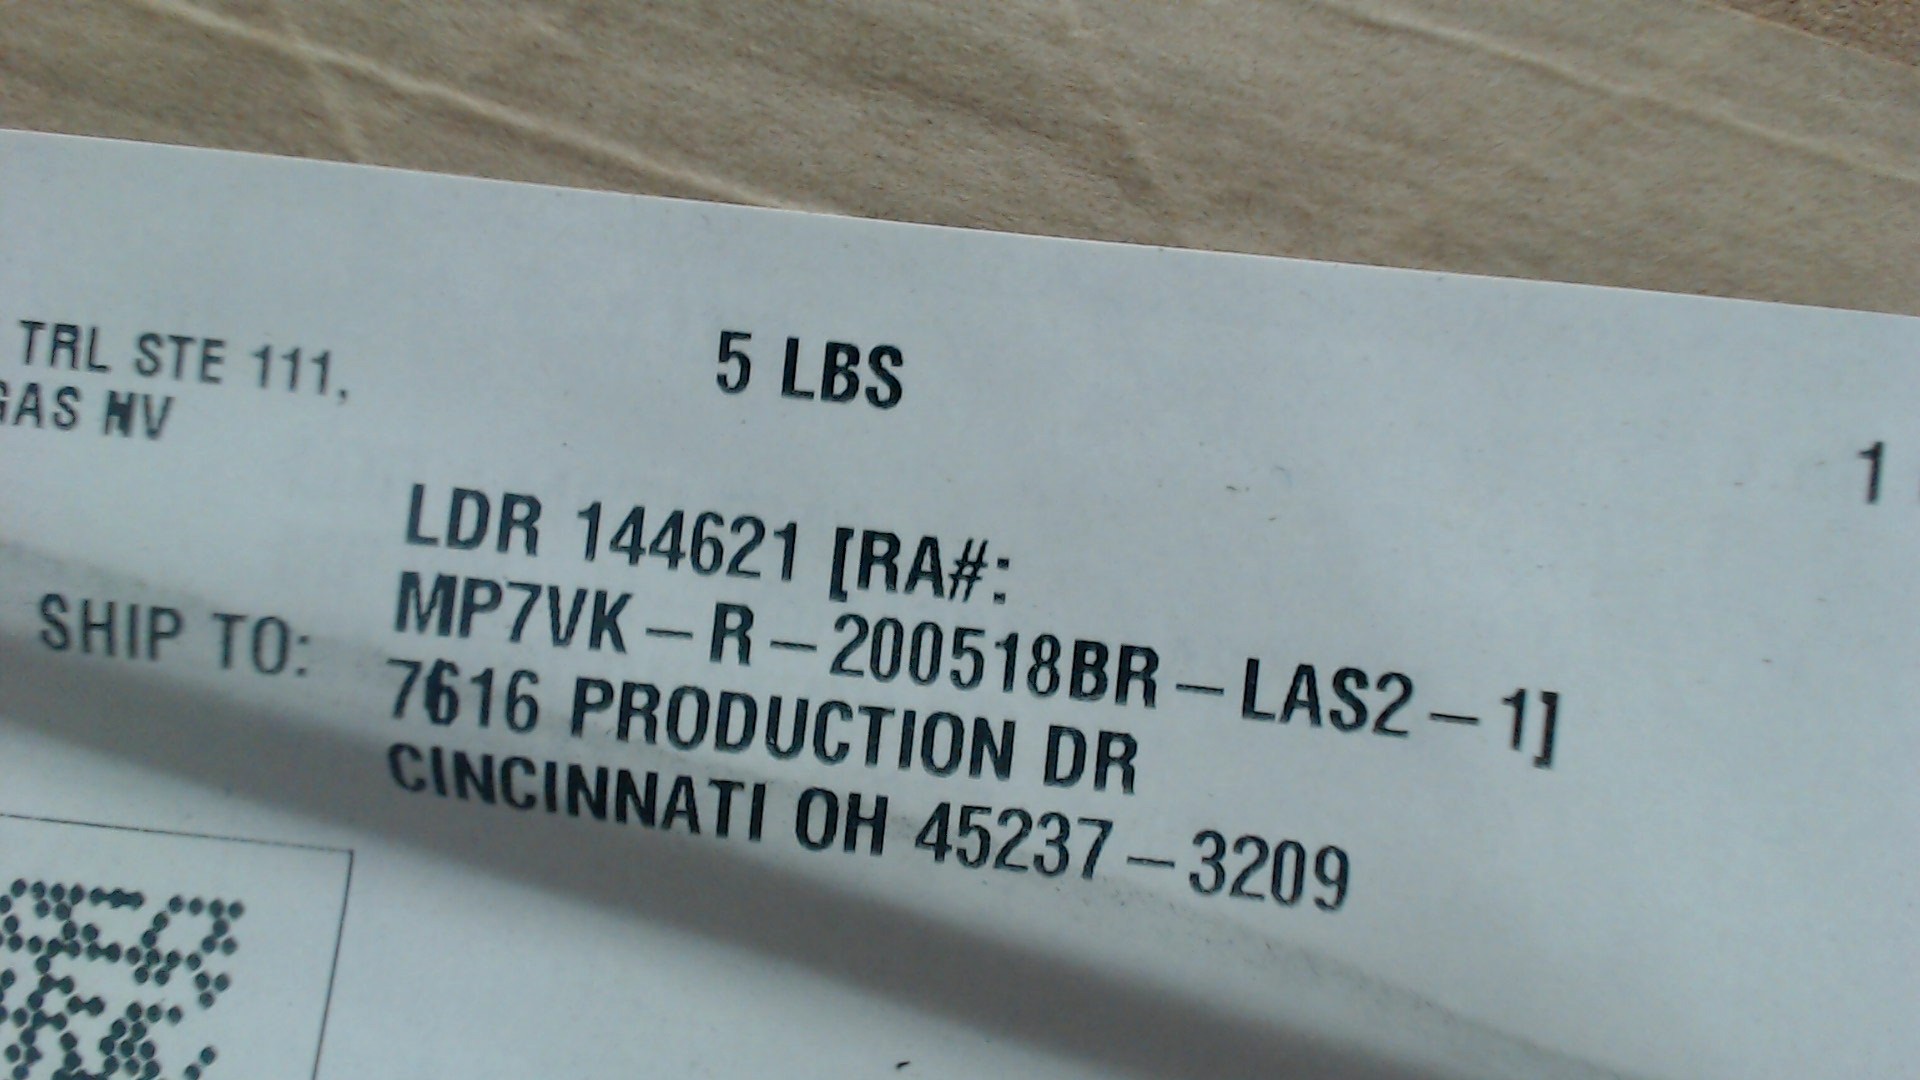 TRL STE 111,
NV
5 LBS
1
LDR 144621 [RA#:
MP7VK-R-200518BR-LAS2-1]
SHIP TO:
7616 PRODUCTION DR
CINCINNATI OH 45237-3209